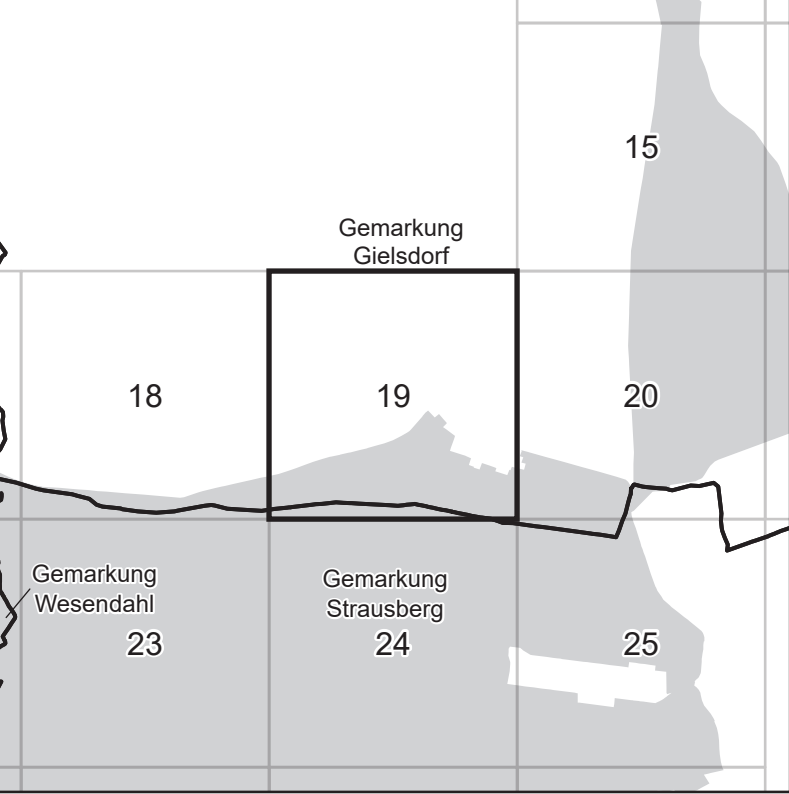 15
Gemarkung
Gielsdorf
18
19
20
Gemarkung
Wesendahl
Gemarkung
Strausberg
23
24
25